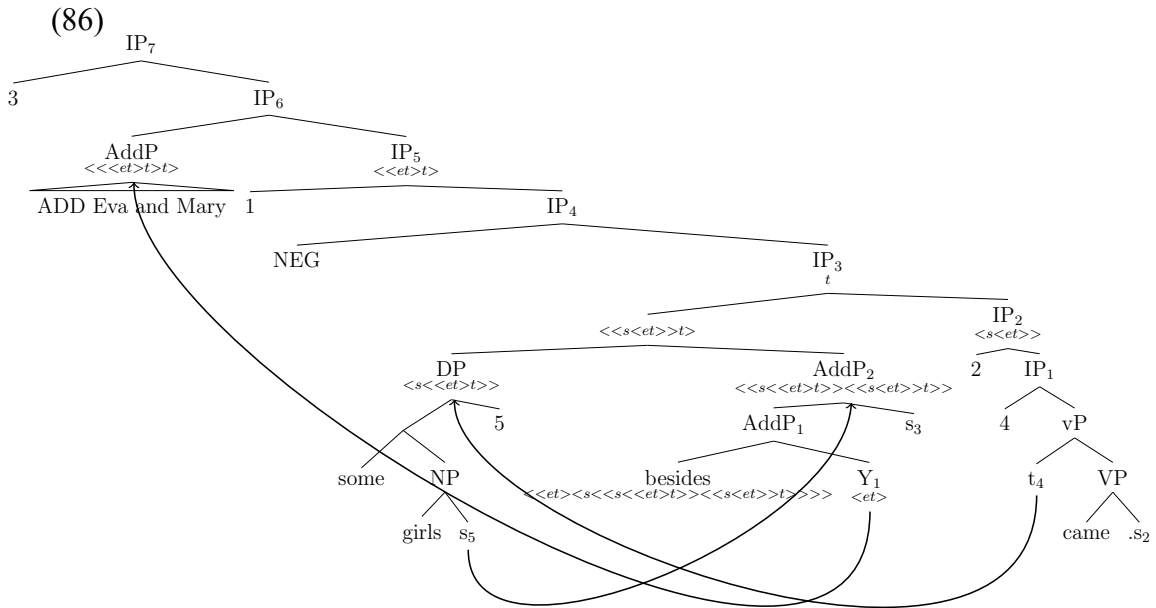 (86)
IP₇
3 IP₆
AddP IP₅
<<<et>t>t> <<et>t>
ADD Eva and Mary 1 IP₄
NEG IP₃
t
<<s<et>>t> IP₂
<s<et>>
DP AddP₂ 2 IP₁
<s<<et>t>> <<s<<et>t>><<s<et>>t>>
5 AddP₁ s₃ 4 vP
some NP besides Y₁ t₄ VP
<<et><s<<s<<et>t>><<s<et>>t>>>> <et>
girls s₅ came .s₂